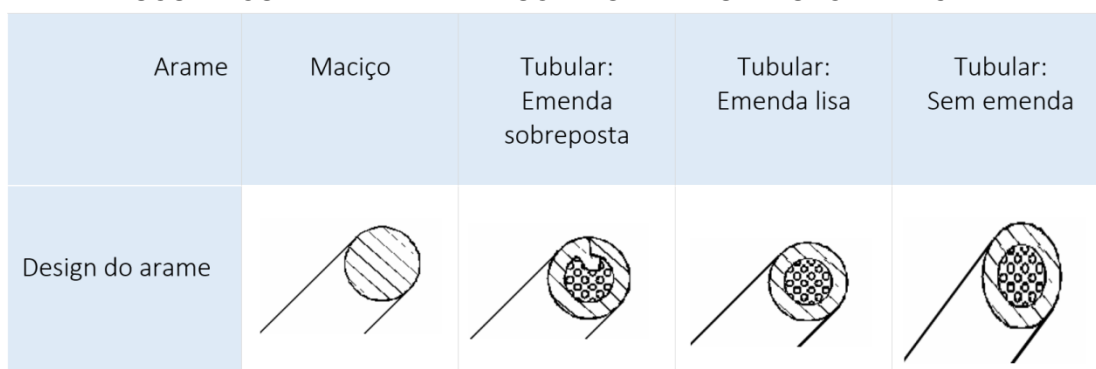 Arame
Maciço
Tubular:
Emenda
sobreposta
Tubular:
Emenda lisa
Tubular:
Sem emenda
Design do arame